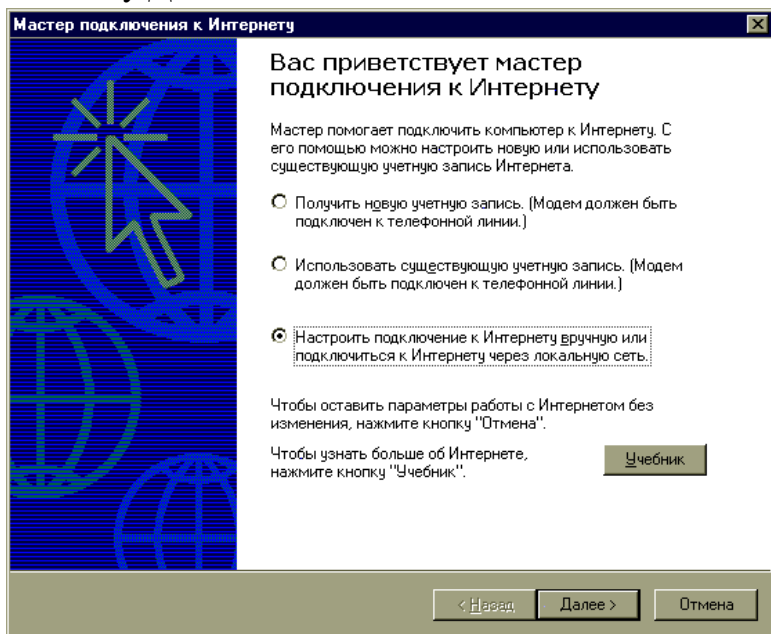 Мастер подключения к Интернету
Вас приветствует мастер
подключения к Интернету
Мастер помогает подключить компьютер к Интернету. С
его помощью можно настроить новую или использовать
существующую учетную запись Интернета.
Получить новую учетную запись. (Модем должен быть
подключен к телефонной линии.)
Использовать существующую учетную запись. (Модем
должен быть подключен к телефонной линии.)
Настроить подключение к Интернету вручную или
подключиться к Интернету через локальную сеть.
Чтобы оставить параметры работы с Интернетом без
изменения, нажмите кнопку "Отмена".
Чтобы узнать больше об Интернете,
нажмите кнопку "Учебник".
Учебник
< Назад Далее > Отмена